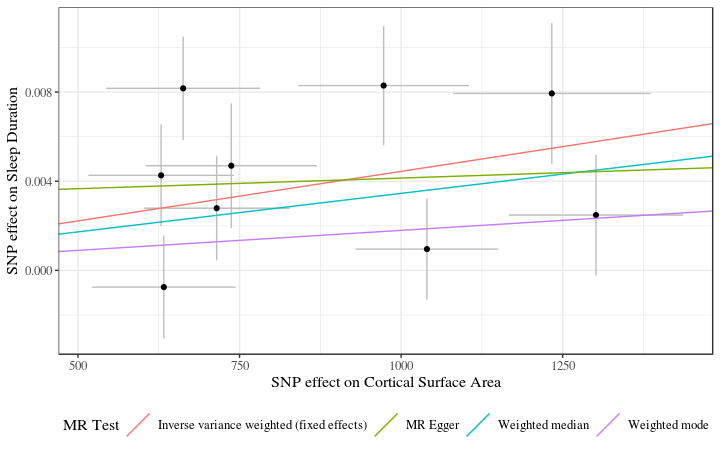 SNP effect on Sleep Duration
0.008
0.004
0.000
500
750
1000
1250
SNP effect on Cortical Surface Area
MR Test
Inverse variance weighted (fixed effects)
MR Egger
Weighted median
Weighted mode